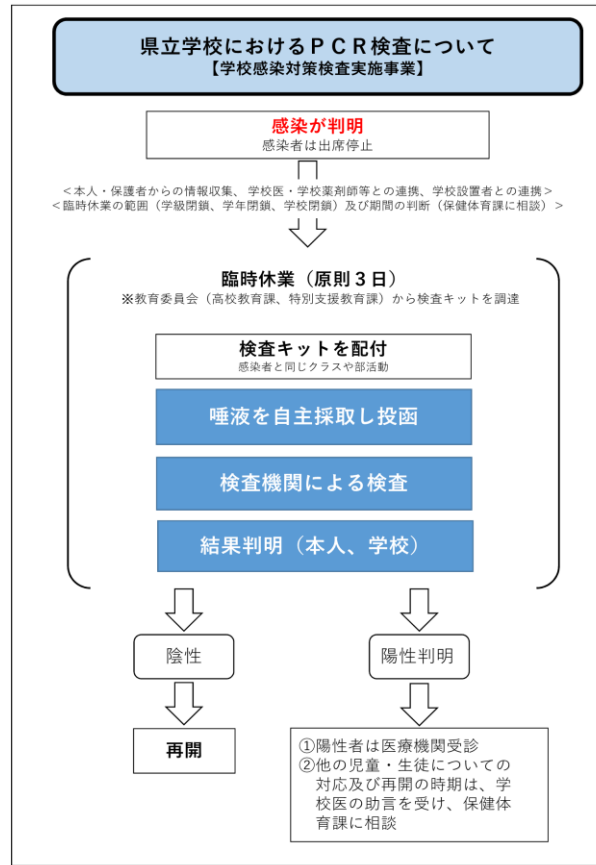 県立学校におけるＰＣＲ検査について
【学校感染対策検査実施事業】
感染が判明
感染者は出席停止
＜本人・保護者からの情報収集、学校医・学校薬剤師等との連携、学校設置者との連携＞
＜臨時休業の範囲（学級閉鎖、学年閉鎖、学校閉鎖）及び期間の判断（保健体育課に相談）＞
臨時休業（原則３日）
※教育委員会（高校教育課、特別支援教育課）から検査キットを調達
検査キットを配付
感染者と同じクラスや部活動
唾液を自主採取し投函
検査機関による検査
結果判明（本人、学校）
陰性
陽性判明
再開
①陽性者は医療機関受診
②他の児童・生徒についての
対応及び再開の時期は、学
校医の助言を受け、保健体
育課に相談